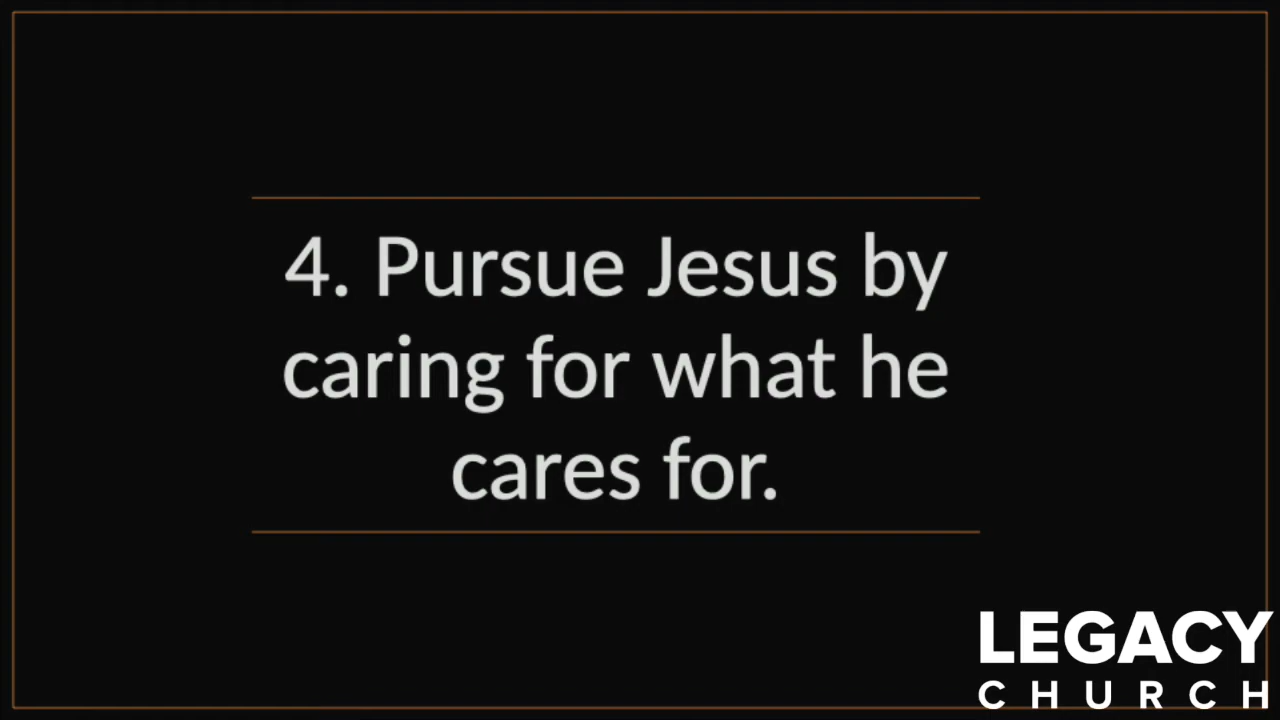 4. Pursue Jesus by
caring for what he
cares for.
LEGACY
CHURCH